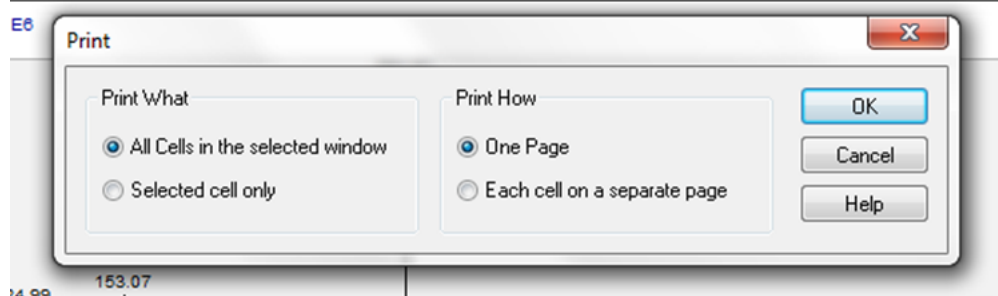 E6
Print
Print What
All Cells in the selected window
Selected cell only
Print How
One Page
Each cell on a separate page
OK
Cancel
Help
153.07